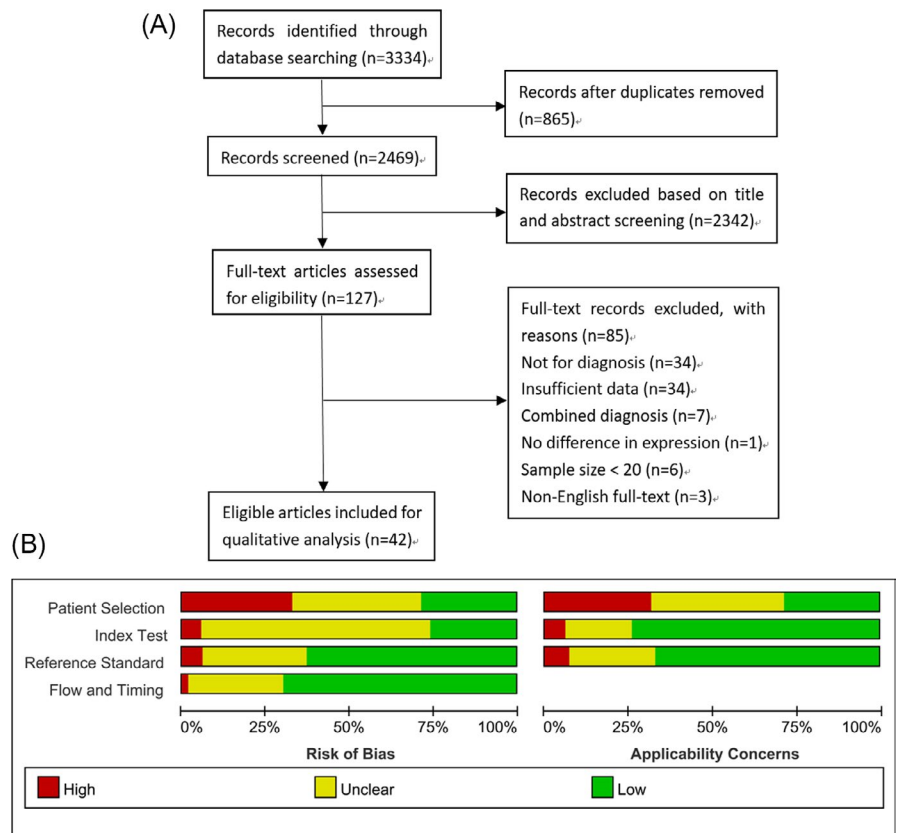 (A)
Records identified through
database searching (n=3334)
Records after duplicates removed
(n=865)
Records screened (n=2469)
Records excluded based on title
and abstract screening (n=2342)
Full-text articles assessed
for eligibility (n=127)
Full-text records excluded, with
reasons (n=85)
Not for diagnosis (n=34)
Insufficient data (n=34)
Combined diagnosis (n=7)
No difference in expression (n=1)
Sample size < 20 (n=6)
Non-English full-text (n=3)
Eligible articles included for
qualitative analysis (n=42)
(B)
Patient Selection
Index Test
Reference Standard
Flow and Timing
0% 25% 50% 75% 100%
Risk of Bias
0% 25% 50% 75% 100%
Applicability Concerns
High
Unclear
Low